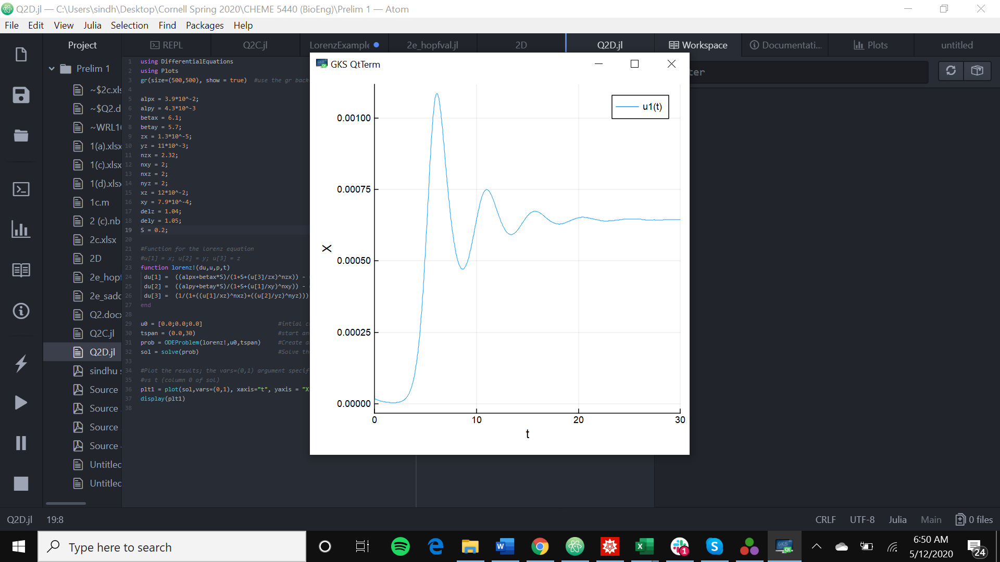 Q2D.jl — C:\Users\sindh\Desktop\Cornell Spring 2020\CHEME 5440 (BioEng)\Prelim 1 — Atom
File Edit View Julia Selection Find Packages Help
Project
REPL
Q2C.jl
LorenzExample
2e_hopfval.jl
2D
Q2D.jl
Workspace
Documentati...
Plots
untitled
Prelim 1
~$2c.xls
~$Q2.d
~WRL1
1(a).xlsx
1(c).xlsx
1(d).xlsx
1c.m
2 (c).nb
2c.xlsx
2D
2e_hopf
2e_sadd
Q2.docx
Q2C.jl
Q2D.jl
sindhu s
Source
Source
Source
Source
Untitled
Untitled
1 using DifferentialEquations
2 using Plots
3 gr(size=(500,500), show = true) #use the gr back
4
5 alpx = 3.9*10^-2;
6 alpy = 4.3*10^-3
7 betax = 6.1;
8 betay = 5.7;
9 zx = 1.3*10^-5;
10 yz = 11*10^-3;
11 nzx = 2.32;
12 nxy = 2;
13 nxz = 2;
14 nyz = 2;
15 xz = 12*10^-2;
16 xy = 7.9*10^-4;
17 delz = 1.04;
18 dely = 1.05;
19 S = 0.2;
20
21 #Function for the lorenz equation
22 #u[1] = x; u[2] = y; u[3] = z
23 function lorenz!(du,u,p,t)
24 du[1] = ((alpx+betax*S)/(1+S+(u[3]/zx)^nzx)) -
25 du[2] = ((alpy+betay*S)/(1+S+(u[1]/xy)^nxy)) -
26 du[3] = (1/(1+((u[1]/xz)^nxz)+((u[2]/yz)^nyz)))
27 end
28
29 u0 = [0.0;0.0;0.0] #intial c
30 tspan = (0.0,30) #start an
31 prob = ODEProblem(lorenz!,u0,tspan) #Create a
32 sol = solve(prob) #Solve th
33
34 #Plot the results; the vars=(0,1) argument specif
35 #vs t (column 0 of sol)
36 plt1 = plot(sol,vars=(0,1), xaxis="t", yaxis = "X
37 display(plt1)
38
GKS QtTerm
u1(t)
0.00100
0.00075
0.00050
0.00025
0.00000
X
0 10 20 30
t
ter
Q2D.jl 19:8
CRLF UTF-8 Julia Main 0 files
Type here to search
1
6:50 AM
5/12/2020
24